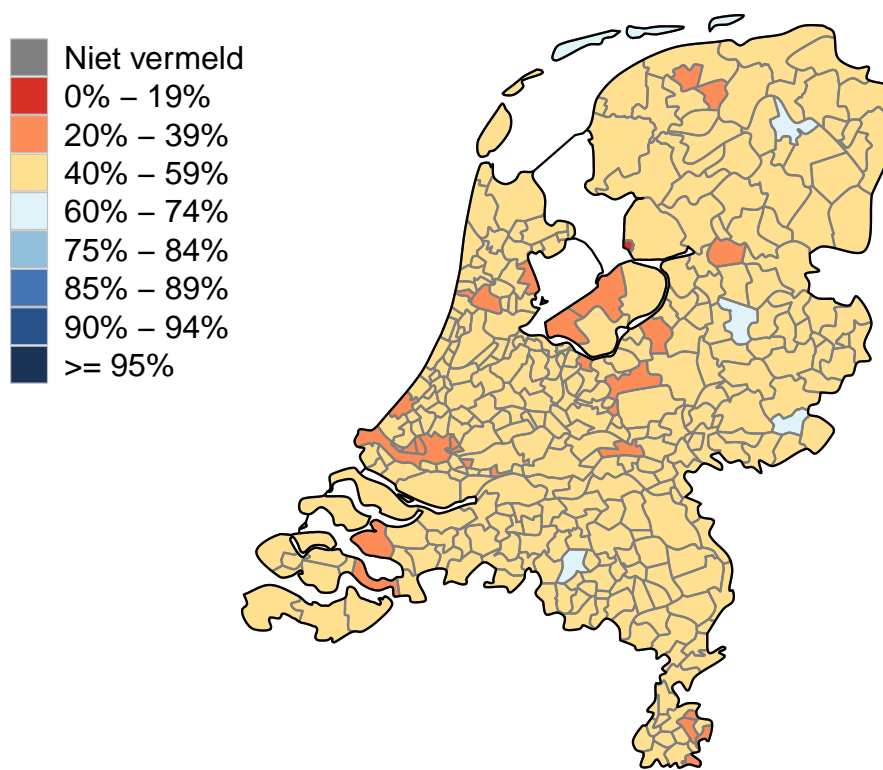 Niet vermeld
0% – 19%
20% – 39%
40% – 59%
60% – 74%
75% – 84%
85% – 89%
90% – 94%
>= 95%